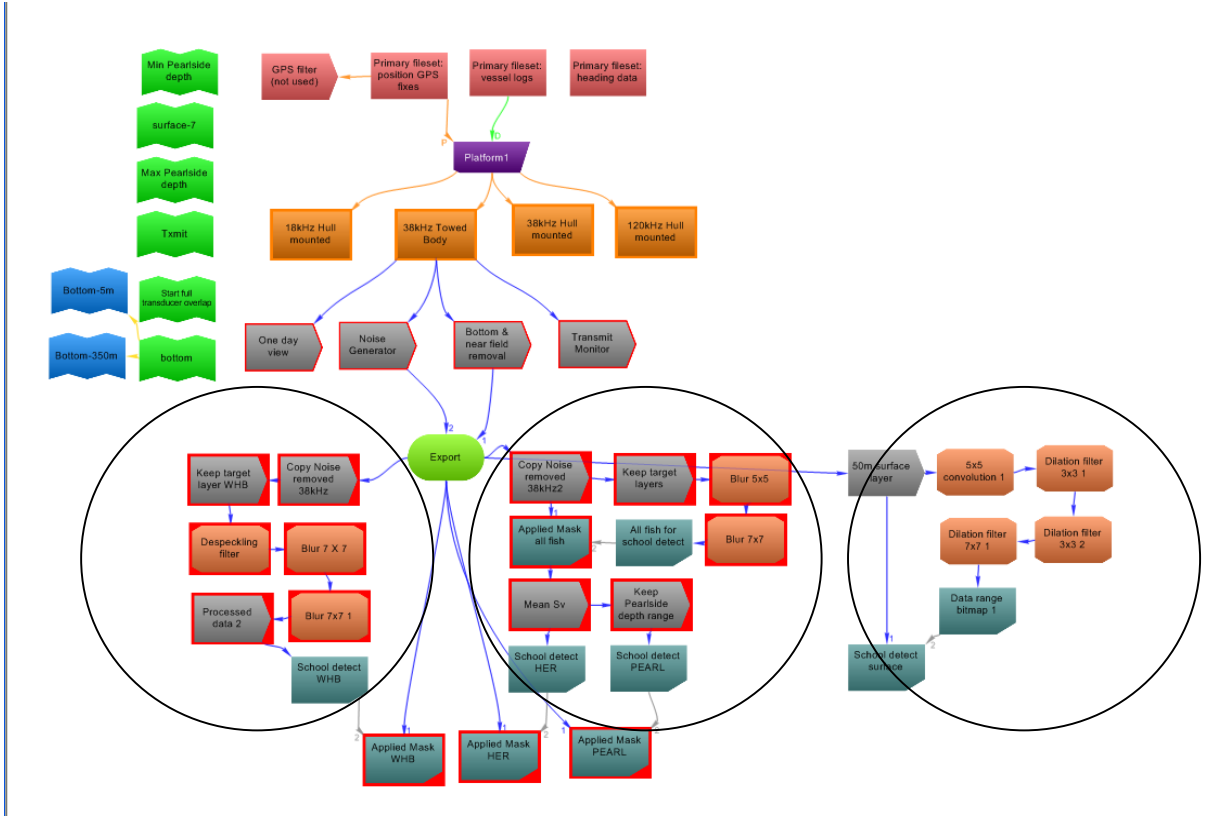 Min Pearlside
depth
surface-7
Max Pearlside
depth
Txmit
Bottom-5m
Start full
transducer overlap
Bottom-350m
bottom
GPS filter
(not used)
Primary fileset:
position GPS
fixes
Primary fileset:
vessel logs
Primary fileset:
heading data
P
D
Platform1
18kHz Hull
mounted
38kHz Towed
Body
38kHz Hull
mounted
120kHz Hull
mounted
One day
view
Noise
Generator
Bottom &
near field
removal
Transmit
Monitor
2
1
Export
Keep target
layer WHB
Copy Noise
removed
38kHz
Despeckling
filter
Blur 7 X 7
Processed
data 2
Blur 7x7 1
School detect
WHB
Copy Noise
removed
38kHz2
Keep target
layers
Blur 5x5
1
Applied Mask
all fish
2
All fish for
school detect
Blur 7x7
Mean Sv
Keep
Pearlside
depth range
School detect
HER
School detect
PEARL
50m surface
layer
5x5
convolution 1
Dilation filter
3x3 1
Dilation filter
7x7 1
Dilation filter
3x3 2
Data range
bitmap 1
1
2
School detect
surface
2
1
Applied Mask
WHB
1
2
Applied Mask
HER
1
2
Applied Mask
PEARL